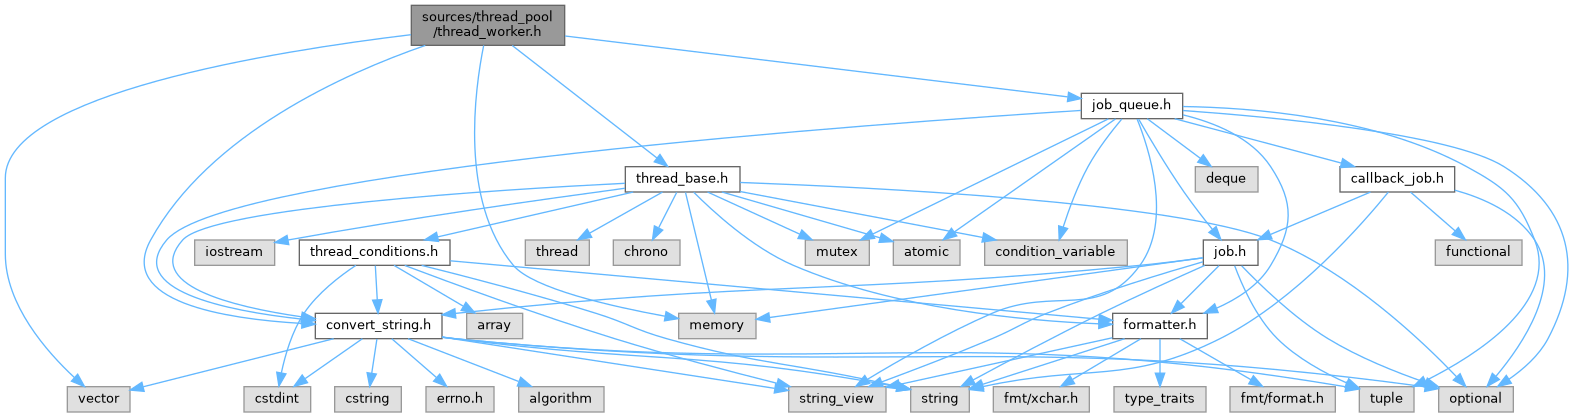 sources/thread_pool
/thread_worker.h
job_queue.h
thread_base.h
deque
callback_job.h
iostream
thread_conditions.h
thread
chrono
mutex
atomic
condition_variable
job.h
functional
convert_string.h
array
memory
formatter.h
vector
cstdint
cstring
errno.h
algorithm
string_view
string
fmt/xchar.h
type_traits
fmt/format.h
tuple
optional